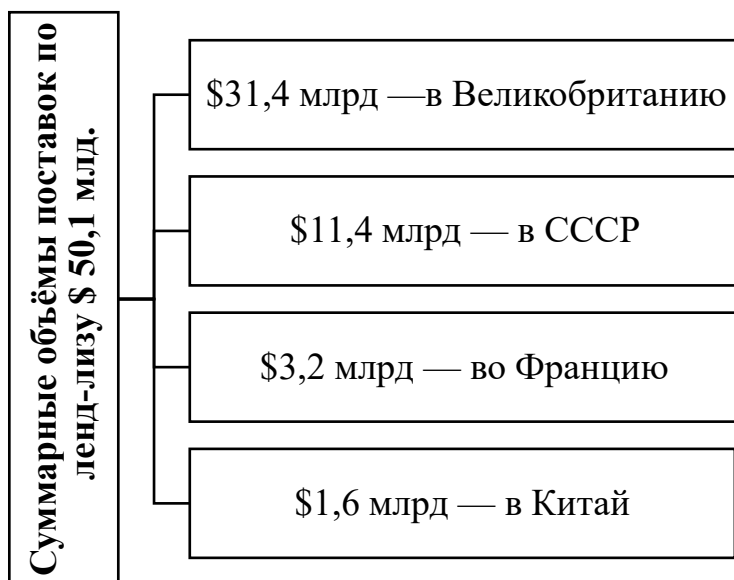 Суммарные объёмы поставок по
ленд-лизу $ 50,1 млд.
$31,4 млрд —в Великобританию
$11,4 млрд — в СССР
$3,2 млрд — во Францию
$1,6 млрд — в Китай